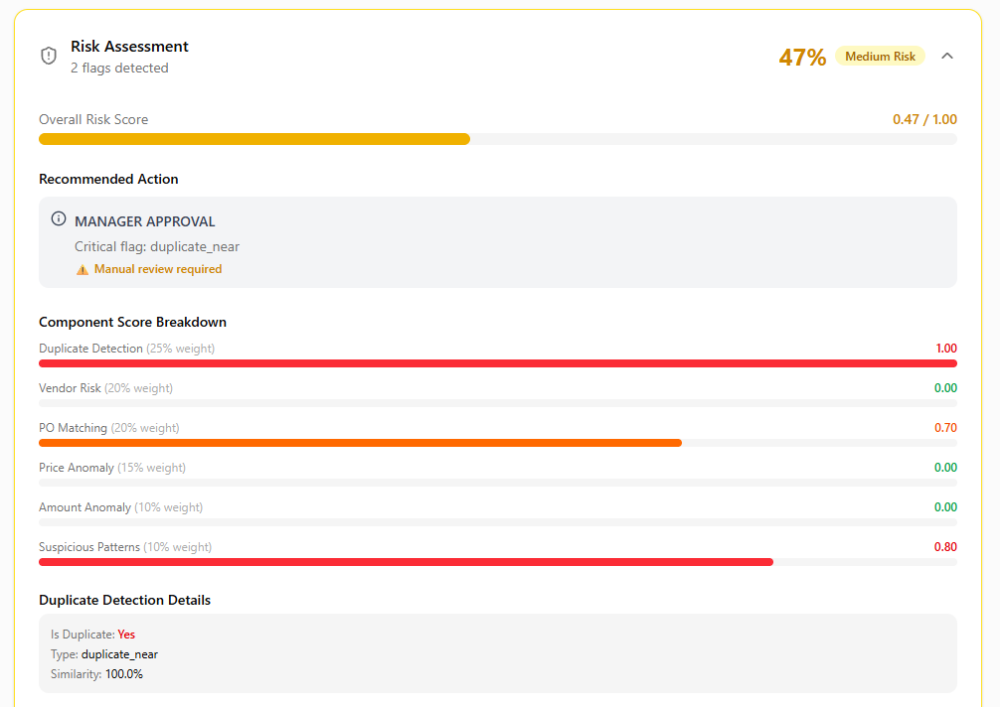 Risk Assessment
2 flags detected
47% Medium Risk
Overall Risk Score 0.47 / 1.00
Recommended Action
MANAGER APPROVAL
Critical flag: duplicate_near
Manual review required
Component Score Breakdown
Duplicate Detection (25% weight) 1.00
Vendor Risk (20% weight) 0.00
PO Matching (20% weight) 0.70
Price Anomaly (15% weight) 0.00
Amount Anomaly (10% weight) 0.00
Suspicious Patterns (10% weight) 0.80
Duplicate Detection Details
Is Duplicate: Yes
Type: duplicate_near
Similarity: 100.0%